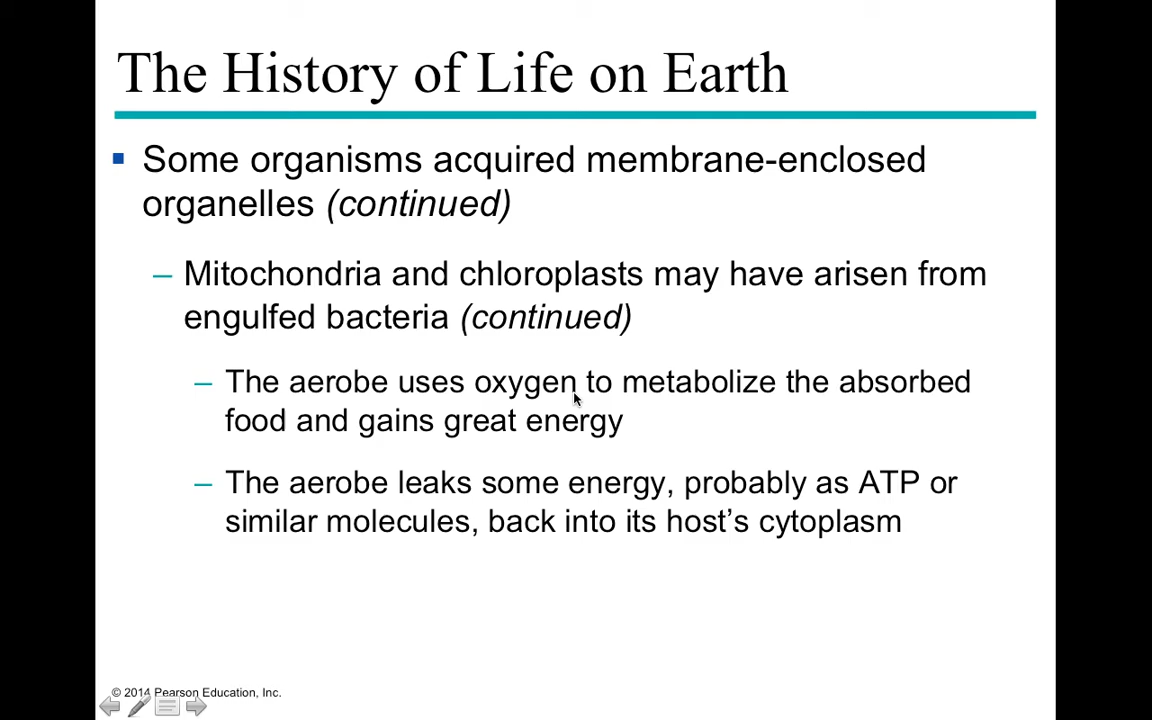 The History of Life on Earth
▪ Some organisms acquired membrane-enclosed
organelles (continued)
– Mitochondria and chloroplasts may have arisen from
engulfed bacteria (continued)
– The aerobe uses oxygen to metabolize the absorbed
food and gains great energy
– The aerobe leaks some energy, probably as ATP or
similar molecules, back into its host’s cytoplasm
© 2014 Pearson Education, Inc.